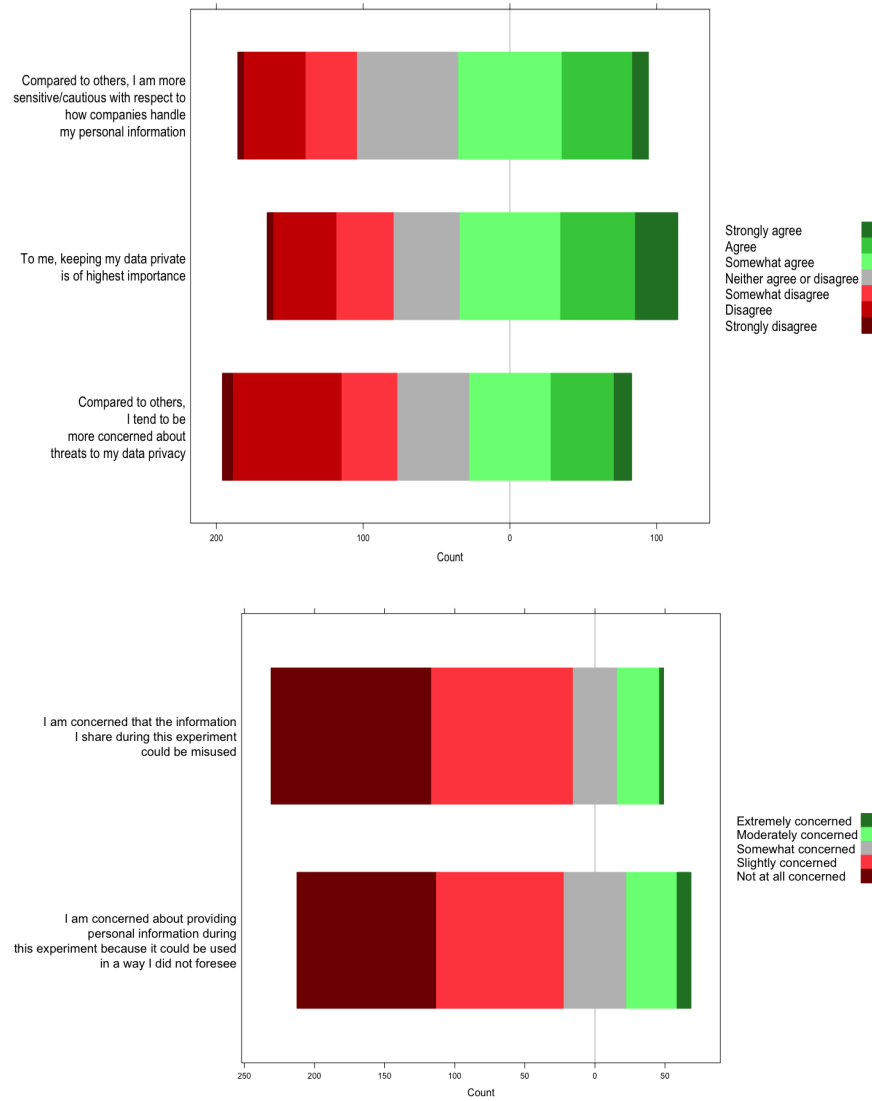 Compared to others, I am more
sensitive/cautious with respect to
how companies handle
my personal information
To me, keeping my data private
is of highest importance
Compared to others,
I tend to be
more concerned about
threats to my data privacy
Strongly agree
Agree
Somewhat agree
Neither agree or disagree
Somewhat disagree
Disagree
Strongly disagree
200 100 0 100
Count
I am concerned that the information
I share during this experiment
could be misused
I am concerned about providing
personal information during
this experiment because it could be used
in a way I did not foresee
Extremely concerned
Moderately concerned
Somewhat concerned
Slightly concerned
Not at all concerned
250 200 150 100 50 0 50
Count